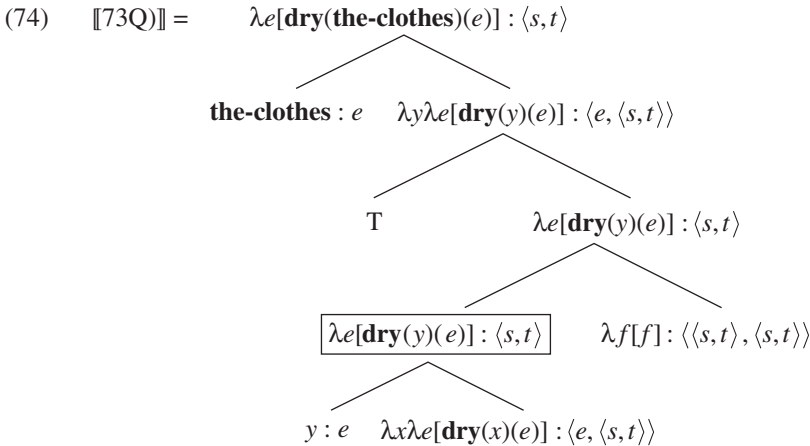 (74) ⟦73Q)⟧ = λe[dry(the-clothes)(e)] : ⟨s,t⟩
the-clothes : e λyλe[dry(y)(e)] : ⟨e,⟨s,t⟩⟩
T λe[dry(y)(e)] : ⟨s,t⟩
λe[dry(y)(e)] : ⟨s,t⟩ λf[f] : ⟨⟨s,t⟩,⟨s,t⟩⟩
y : e λxλe[dry(x)(e)] : ⟨e,⟨s,t⟩⟩